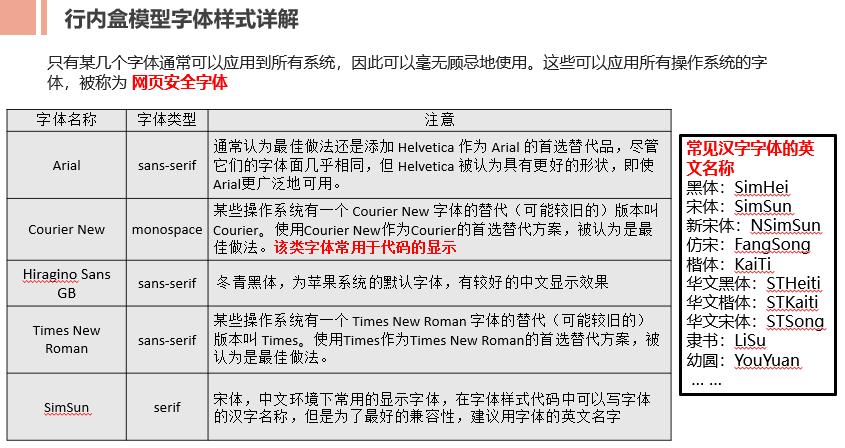 行内盒模型字体样式详解
只有某几个字体通常可以应用到所有系统，因此可以毫无顾忌地使用。这些可以应用所有操作系统的字
体，被称为 网页安全字体
字体名称 字体类型 注意
Arial sans-serif
通常认为最佳做法还是添加 Helvetica 作为 Arial 的首选替代品，尽管
它们的字体面几乎相同，但 Helvetica 被认为具有更好的形状，即使
Arial更广泛地可用。
Courier New monospace
某些操作系统有一个 Courier New 字体的替代（可能较旧的）版本叫
Courier。使用Courier New作为Courier的首选替代方案，被认为是最
佳做法。该类字体常用于代码的显示
Hiragino Sans
GB
sans-serif
冬青黑体，为苹果系统的默认字体，有较好的中文显示效果
Times New
Roman
sans-serif
某些操作系统有一个 Times New Roman 字体的替代（可能较旧的）
版本叫 Times。使用Times作为Times New Roman的首选替代方案，被
认为是最佳做法。
SimSun serif
宋体，中文环境下常用的显示字体，在字体样式代码中可以写字体
的汉字名称，但是为了最好的兼容性，建议用字体的英文名字
常见汉字字体的英
文名称
黑体：SimHei
宋体：SimSun
新宋体：NSimSun
仿宋：FangSong
楷体：KaiTi
华文黑体：STHeiti
华文楷体：STKaiti
华文宋体：STSong
隶书：LiSu
幼圆：YouYuan
... ...